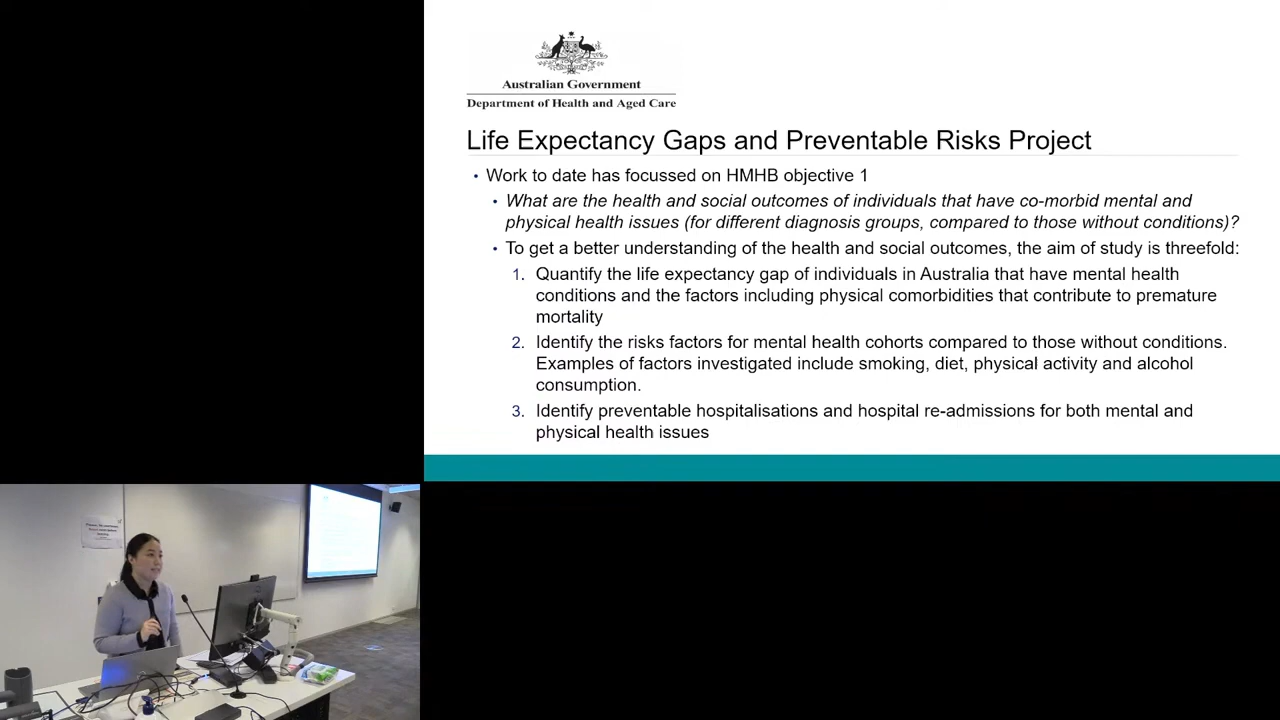 Australian Government
Department of Health and Aged Care
Life Expectancy Gaps and Preventable Risks Project
• Work to date has focussed on HMHB objective 1
• What are the health and social outcomes of individuals that have co-morbid mental and
physical health issues (for different diagnosis groups, compared to those without conditions)?
• To get a better understanding of the health and social outcomes, the aim of study is threefold:
1. Quantify the life expectancy gap of individuals in Australia that have mental health
conditions and the factors including physical comorbidities that contribute to premature
mortality
2. Identify the risks factors for mental health cohorts compared to those without conditions.
Examples of factors investigated include smoking, diet, physical activity and alcohol
consumption.
3. Identify preventable hospitalisations and hospital re-admissions for both mental and
physical health issues